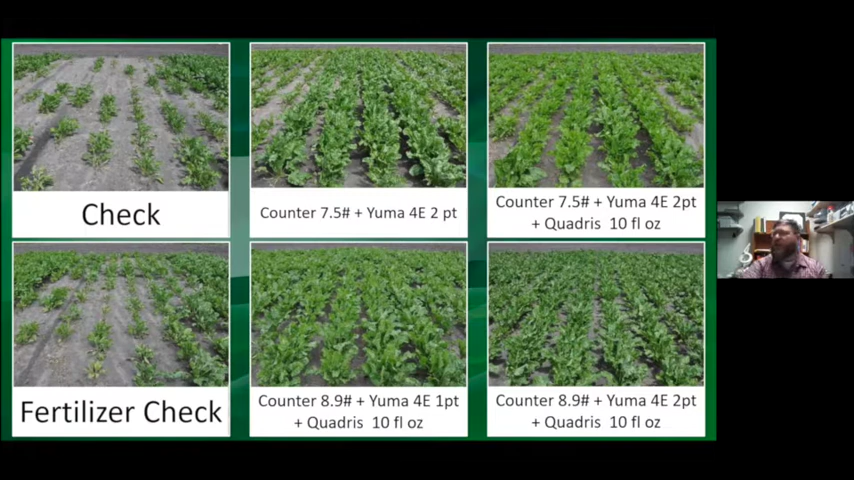 Check
Counter 7.5# + Yuma 4E 2 pt
Counter 7.5# + Yuma 4E 2pt
+ Quadris 10 fl oz
Fertilizer Check
Counter 8.9# + Yuma 4E 1pt
+ Quadris 10 fl oz
Counter 8.9# + Yuma 4E 2pt
+ Quadris 10 fl oz